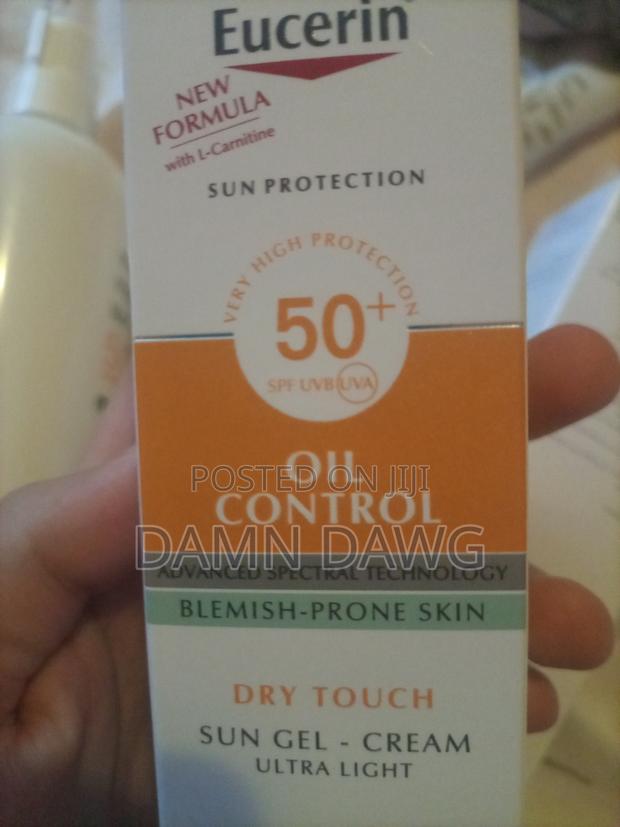 Eucerin
NEW
FORMULA
with L-Carnitine
SUN PROTECTION
VERY HIGH PROTECTION
50+
SPF UVB UVA
OIL
CONTROL
POSTED ON JIJI
DAMN DAWG
ADVANCED SPECTRAL TECHNOLOGY
BLEMISH-PRONE SKIN
DRY TOUCH
SUN GEL - CREAM
ULTRA LIGHT